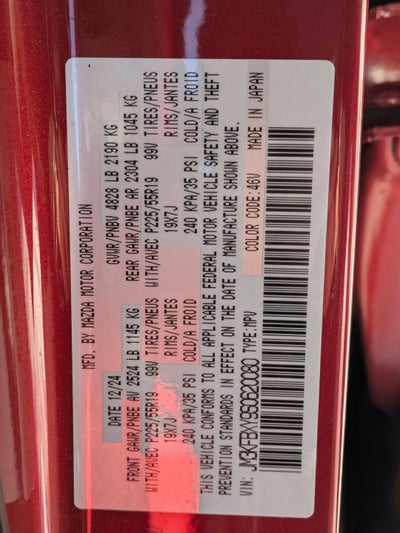 MFD. BY MAZDA MOTOR CORPORATION
DATE 12/24 GVWR/PNBV 4828 LB 2190 KG
FRONT GAWR/PNBE AV 2524 LB 1145 KG REAR GAWR/PNBE AR 2304 LB 1045 KG
WITH/AVEC P225/55R19 99V TIRES/PNEUS WITH/AVEC P225/55R19 99V TIRES/PNEUS
19X7J RIMS/JANTES 19X7J RIMS/JANTES
240 KPA/35 PSI COLD/A FROID 240 KPA/35 PSI COLD/A FROID
THIS VEHICLE CONFORMS TO ALL APPLICABLE FEDERAL MOTOR VEHICLE SAFETY AND THEFT
PREVENTION STANDARDS IN EFFECT ON THE DATE OF MANUFACTURE SHOWN ABOVE.
VIN: JM3KFBXY9S0620080 TYPE:MPV COLOR CODE:46V MADE IN JAPAN